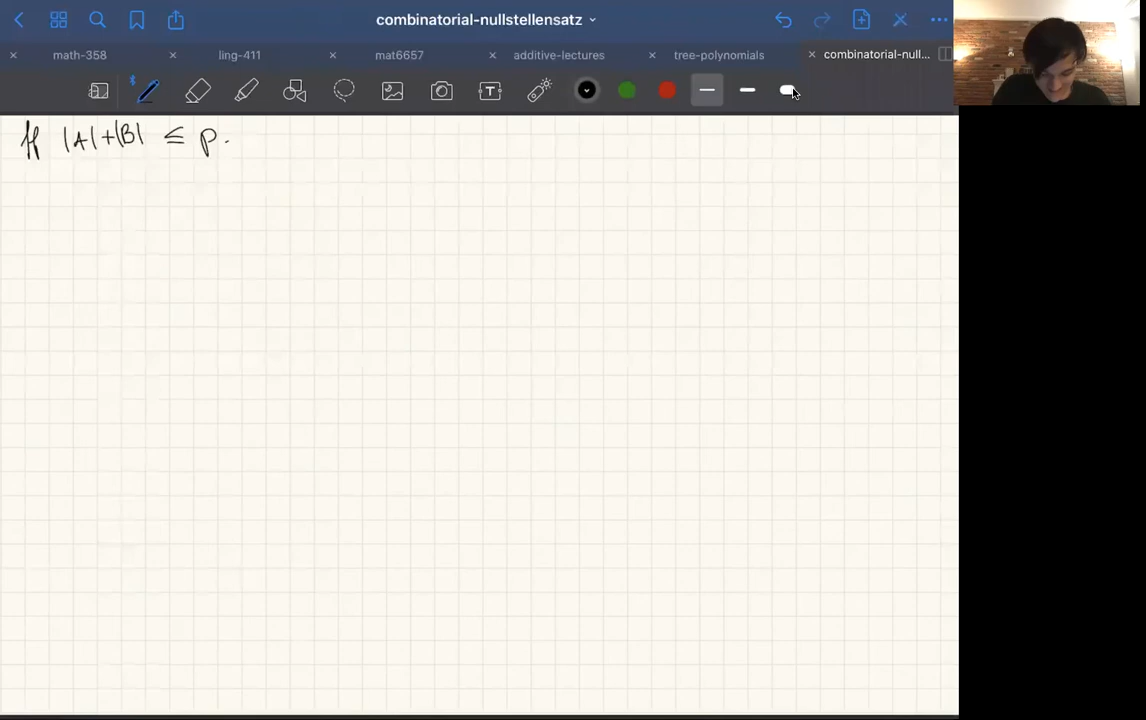 combinatorial-nullstellensatz
math-358
ling-411
mat6657
additive-lectures
tree-polynomials
combinatorial-null...
If |A|+|B| ≤ p.